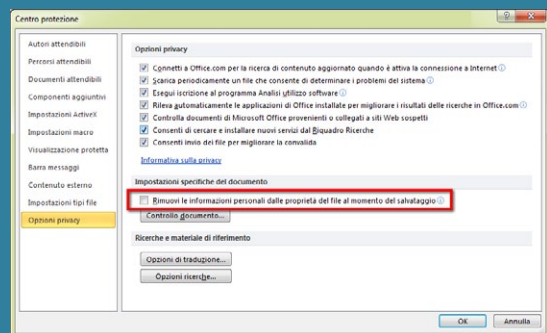 Centro protezione
Autori attendibili
Percorsi attendibili
Documenti attendibili
Componenti aggiuntivi
Impostazioni ActiveX
Impostazioni macro
Visualizzazione protetta
Barra messaggi
Contenuto esterno
Impostazioni tipi file
Opzioni privacy
Opzioni privacy
Connetti a Office.com per la ricerca di contenuto aggiornato quando è attiva la connessione a Internet
Scarica periodicamente un file che consente di determinare i problemi del sistema
Esegui iscrizione al programma Analisi utilizzo software
Rileva automaticamente le applicazioni di Office installate per migliorare i risultati delle ricerche in Office.com
Controlla documenti di Microsoft Office provenienti o collegati a siti Web sospetti
Consenti di cercare e installare nuovi servizi dal Riquadro Ricerche
Consenti invio dei file per migliorare la convalida
Informativa sulla privacy
Impostazioni specifiche del documento
Rimuovi le informazioni personali dalle proprietà del file al momento del salvataggio
Controllo documento...
Ricerche e materiale di riferimento
Opzioni di traduzione...
Opzioni ricerche...
OK
Annulla